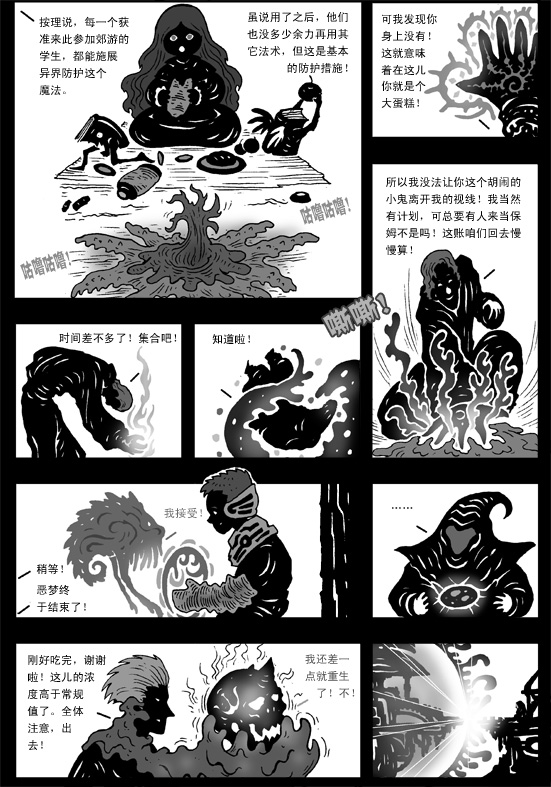 按理说，每一个获
准来此参加郊游的
学生，都能施展
异界防护这个
魔法。
虽说用了之后，他们
也没多少余力再用其
它法术，但这是基本
的防护措施！
咕噜咕噜！
咕噜咕噜！
可我发现你
身上没有！
这就意味
着在这儿
你就是个
大蛋糕！
所以我没法让你这个胡闹的
小鬼离开我的视线！我当然
有计划，可总要有人来当保
姆不是吗！这账咱们回去慢
慢算！
嘶嘶！
时间差不多了！集合吧！
知道啦！
我接受！
稍等！
恶梦终
于结束了！
……
刚好吃完，谢谢
啦！这儿的浓
度高于常规
值了。全体
注意，出
去！
我还差一
点就重生
了！不！